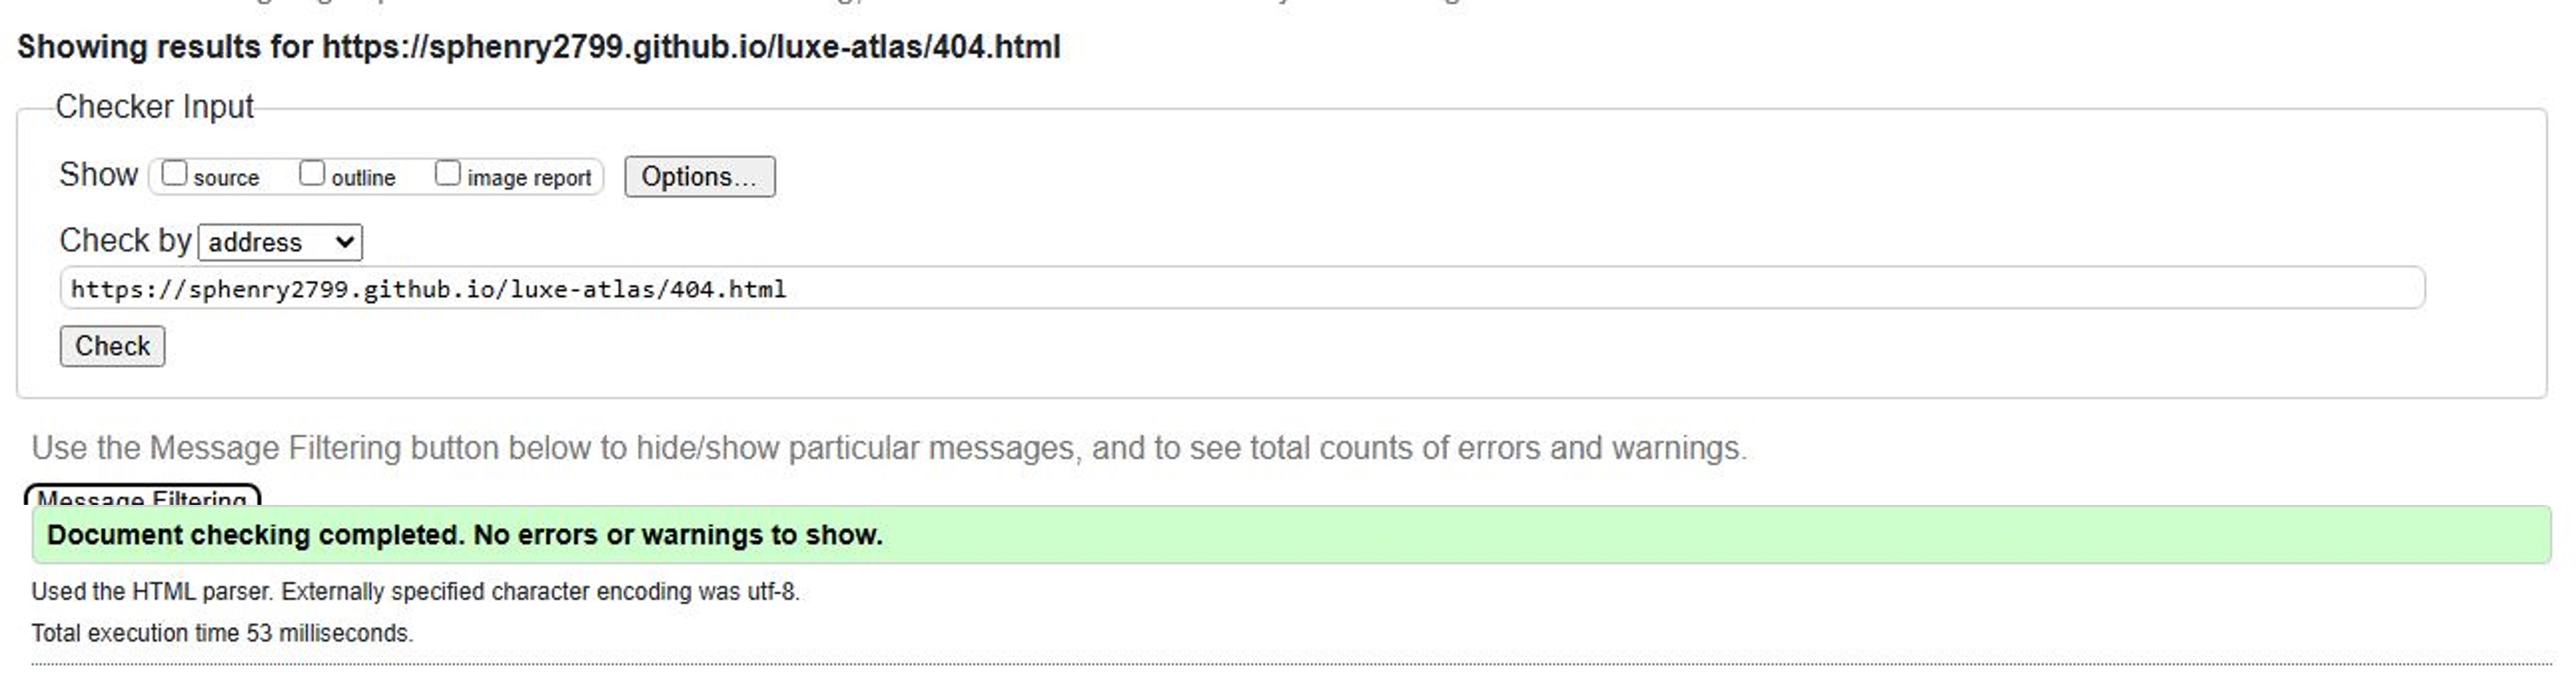 Showing results for https://sphenry2799.github.io/luxe-atlas/404.html
Checker Input
Show source outline image report Options...
Check by address
https://sphenry2799.github.io/luxe-atlas/404.html
Check
Use the Message Filtering button below to hide/show particular messages, and to see total counts of errors and warnings.
Message Filtering
Document checking completed. No errors or warnings to show.
Used the HTML parser. Externally specified character encoding was utf-8.
Total execution time 53 milliseconds.